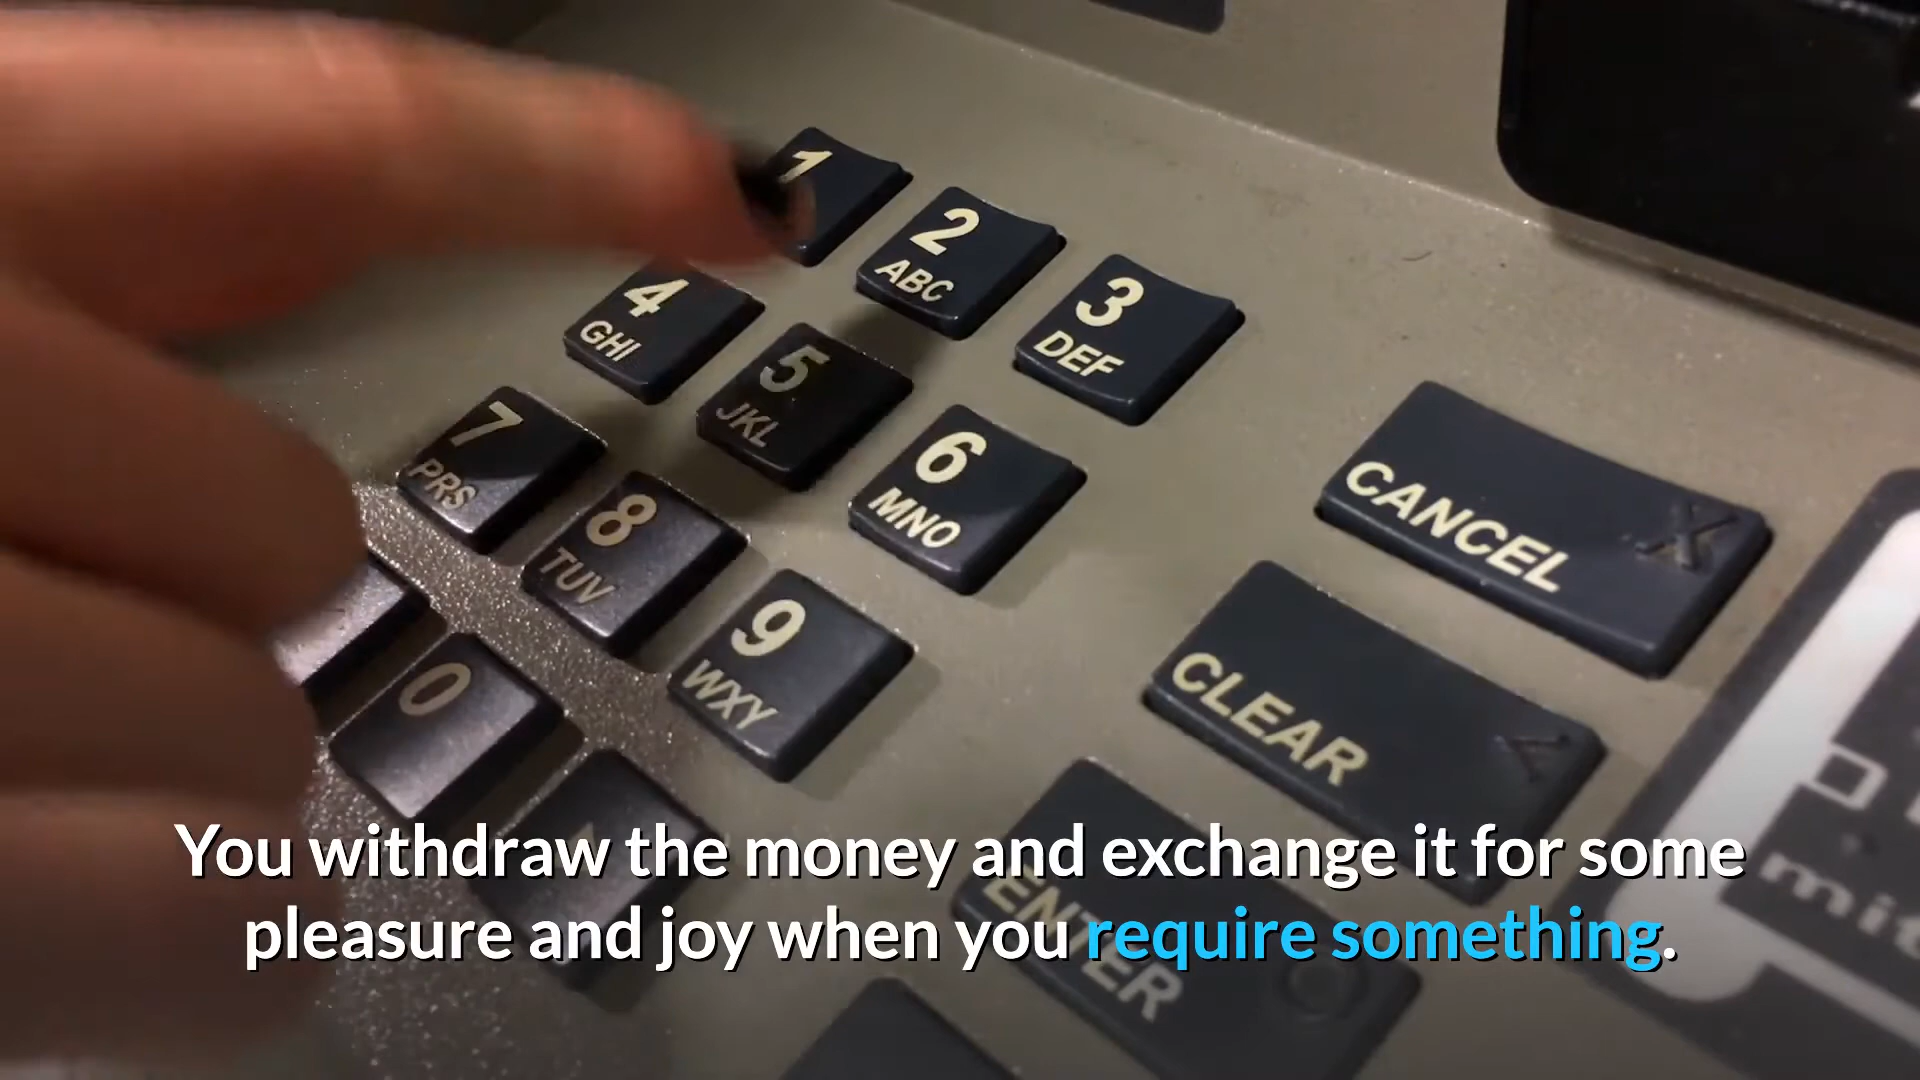 1
2
ABC
3
DEF
4
GHI
5
JKL
6
MNO
7
PRS
8
TUV
9
WXY
0
CANCEL X
CLEAR <
ENTER O
You withdraw the money and exchange it for some
pleasure and joy when you require something.